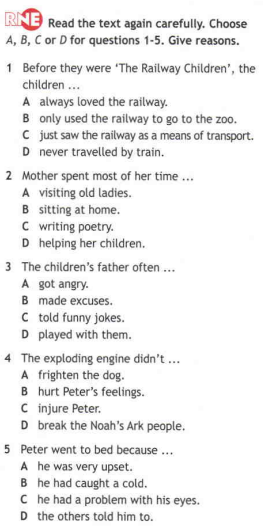 RNE Read the text again carefully. Choose
A, B, C or D for questions 1-5. Give reasons.
1 Before they were 'The Railway Children', the
children ...
A always loved the railway.
B only used the railway to go to the zoo.
C just saw the railway as a means of transport.
D never travelled by train.
2 Mother spent most of her time ...
A visiting old ladies.
B sitting at home.
C writing poetry.
D helping her children.
3 The children's father often ...
A got angry.
B made excuses.
C told funny jokes.
D played with them.
4 The exploding engine didn't ...
A frighten the dog.
B hurt Peter's feelings.
C injure Peter.
D break the Noah's Ark people.
5 Peter went to bed because ...
A he was very upset.
B he had caught a cold.
C he had a problem with his eyes.
D the others told him to.